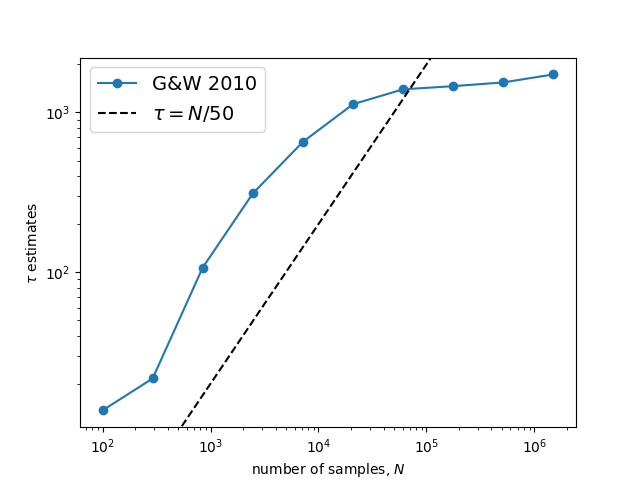 G&W 2010
τ = N/50
10³
10²
τ estimates
10² 10³ 10⁴ 10⁵ 10⁶
number of samples, N